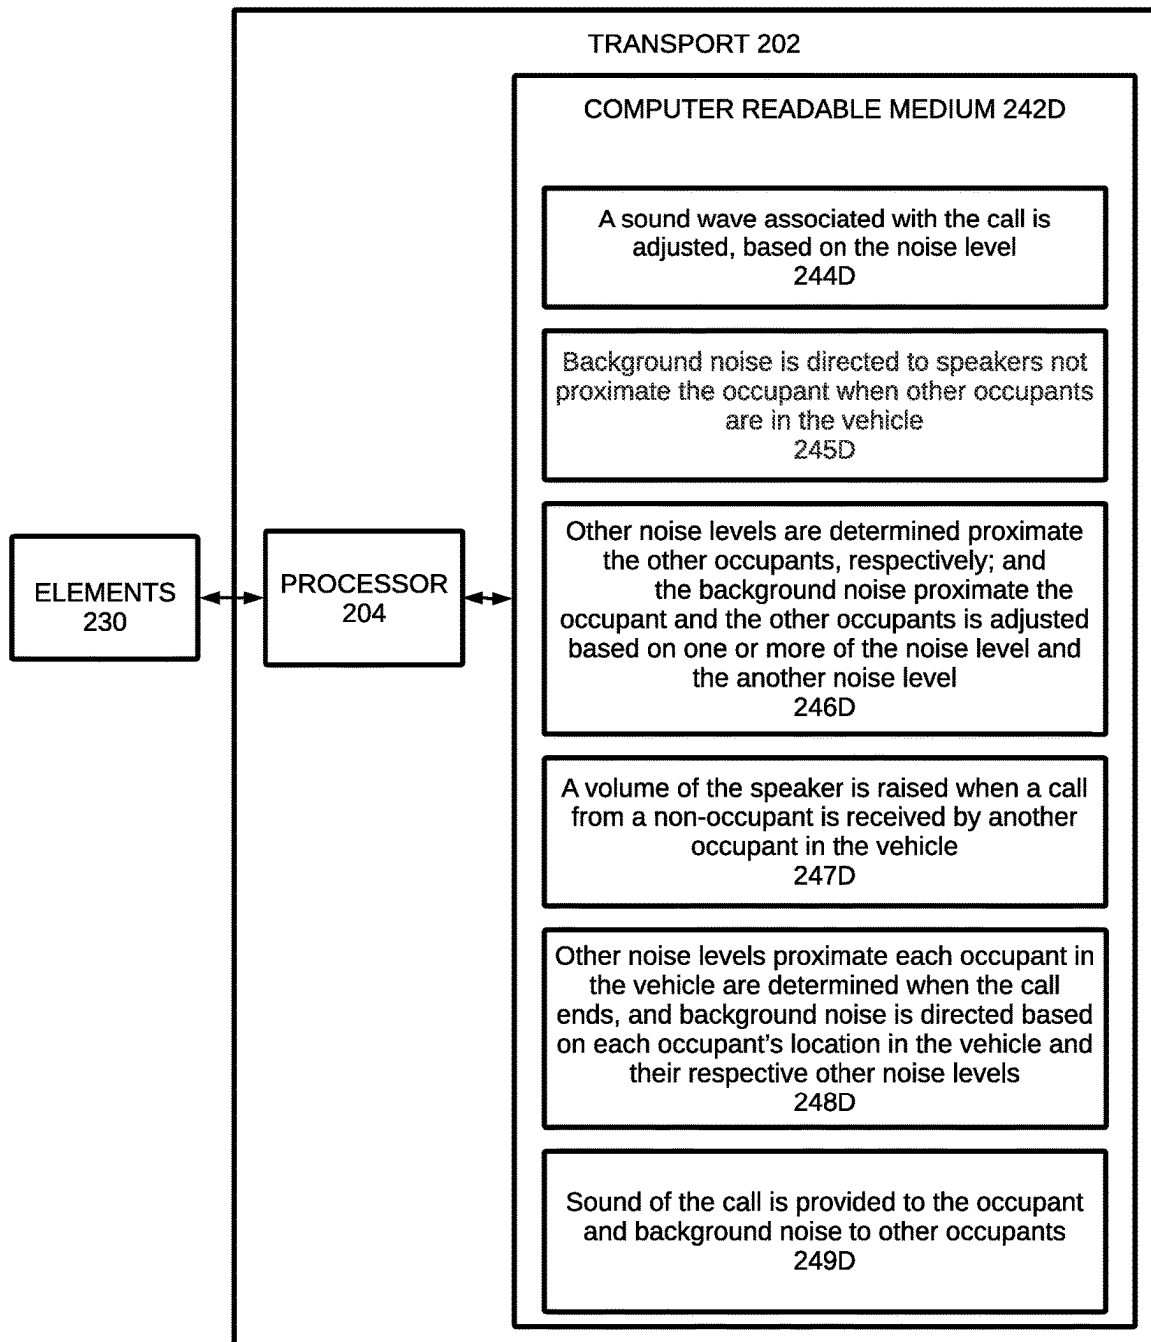 TRANSPORT 202
COMPUTER READABLE MEDIUM 242D
A sound wave associated with the call is
adjusted, based on the noise level
244D
Background noise is directed to speakers not
proximate the occupant when other occupants
are in the vehicle
245D
Other noise levels are determined proximate
the other occupants, respectively; and
the background noise proximate the
occupant and the other occupants is adjusted
based on one or more of the noise level and
the another noise level
246D
A volume of the speaker is raised when a call
from a non-occupant is received by another
occupant in the vehicle
247D
Other noise levels proximate each occupant in
the vehicle are determined when the call
ends, and background noise is directed based
on each occupant’s location in the vehicle and
their respective other noise levels
248D
Sound of the call is provided to the occupant
and background noise to other occupants
249D
ELEMENTS
230
PROCESSOR
204